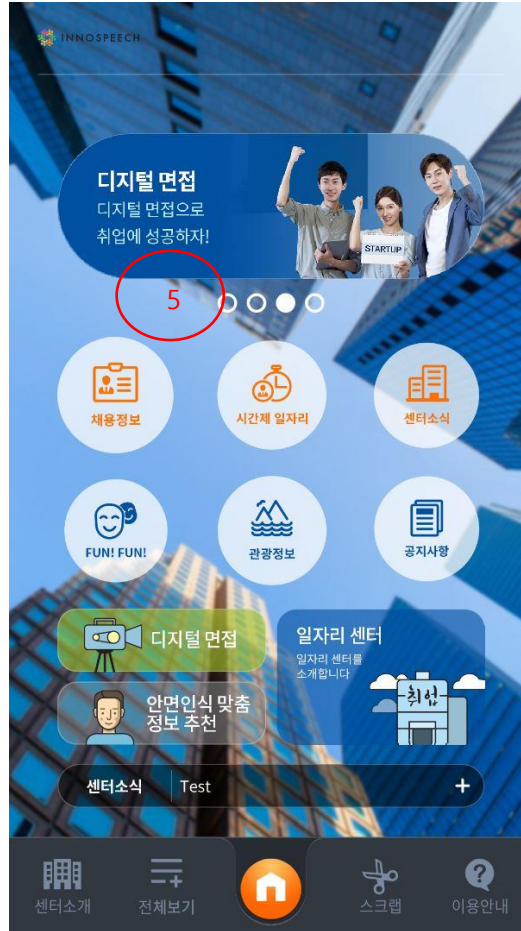 INNOSPEECH
디지털 면접
디지털 면접으로
취업에 성공하자!
STARTUP
5
채용정보
시간제 일자리
센터소식
FUN! FUN!
관광정보
공지사항
디지털 면접
일자리 센터
일자리 센터를
소개합니다
취업
안면인식 맞춤
정보 추천
센터소식
Test
센터소개
전체보기
스크랩
이용안내